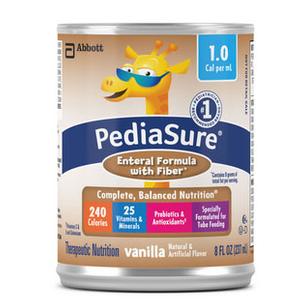 Abbott
1.0
Cal per ml
#1
PediaSure®
Enteral Formula
with Fiber*
Complete, Balanced Nutrition®
240
Calories
25
Vitamins &
Minerals
Probiotics &
Antioxidants†
Specially
Formulated for
Tube Feeding
Therapeutic Nutrition
vanilla
Natural &
Artificial Flavor
8 FL OZ (237 mL)